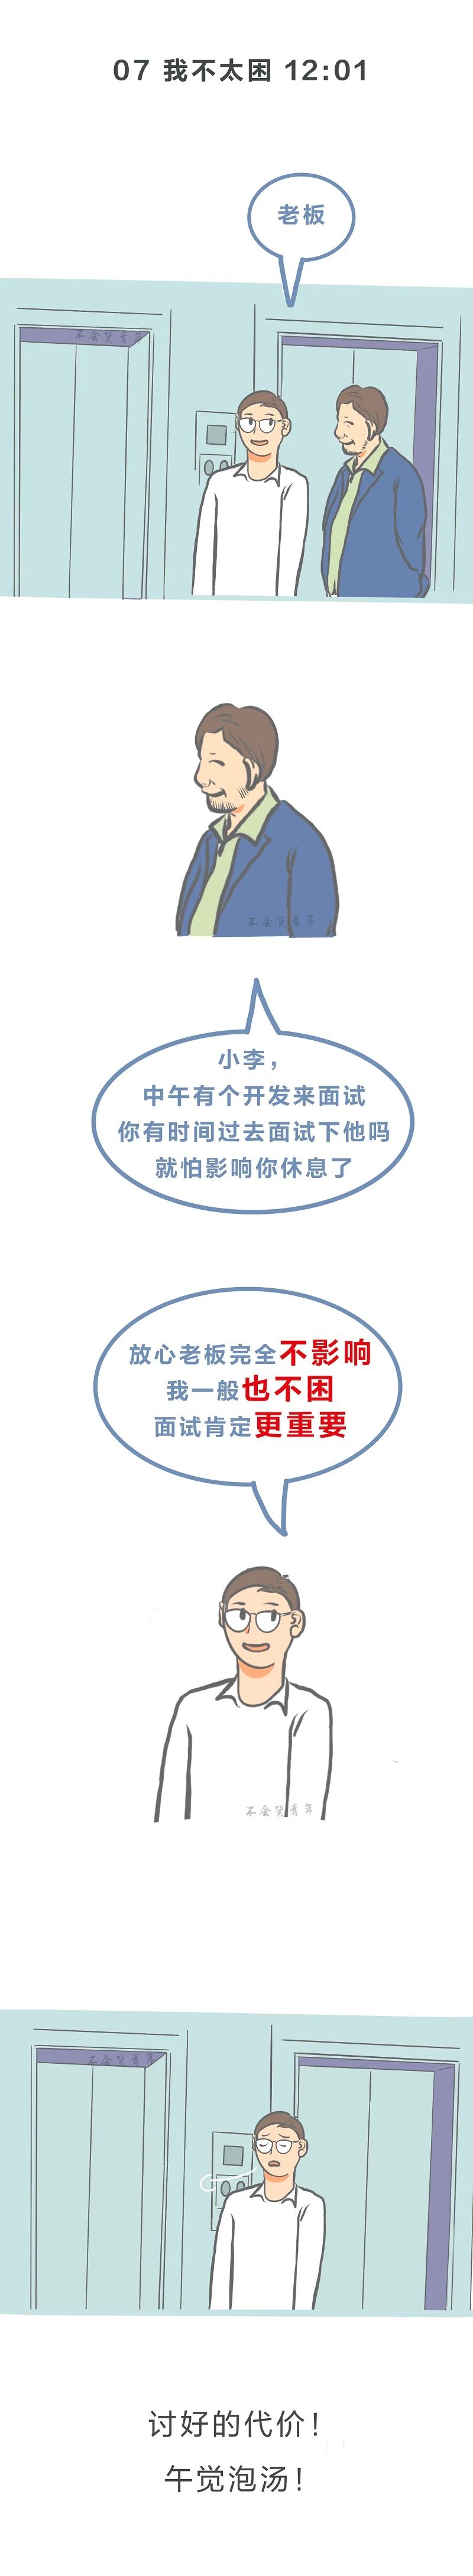 07 我不太困 12:01
老板
不会笑青年
不会笑青年
小李，
中午有个开发来面试
你有时间过去面试下他吗
就怕影响你休息了
放心老板完全不影响
我一般也不困
面试肯定更重要
不会笑青年
不会笑青年
讨好的代价！
午觉泡汤！